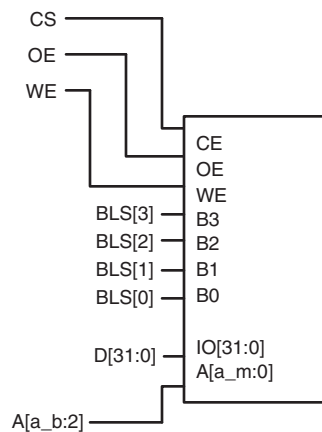 CS
OE
WE
CE
OE
WE
BLS[3] B3
BLS[2] B2
BLS[1] B1
BLS[0] B0
D[31:0] IO[31:0]
A[a_m:0]
A[a_b:2]